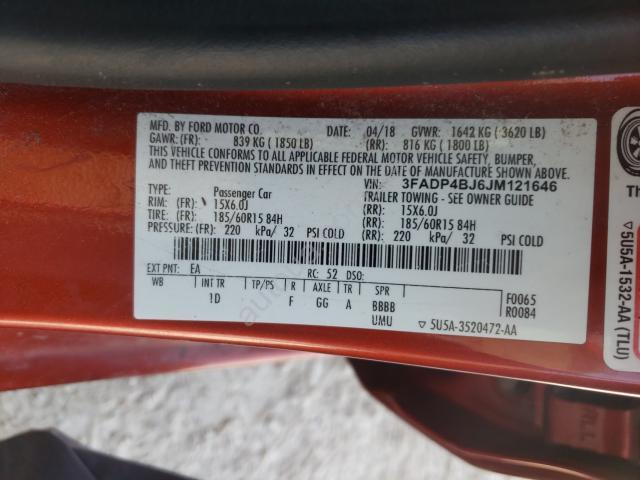 MFD. BY FORD MOTOR CO. DATE: 04/18 GVWR: 1642 KG ( 3620 LB)
GAWR:(FR): 839 KG ( 1850 LB) (RR): 816 KG ( 1800 LB)
THIS VEHICLE CONFORMS TO ALL APPLICABLE FEDERAL MOTOR VEHICLE SAFETY, BUMPER,
AND THEFT PREVENTION STANDARDS IN EFFECT ON THE DATE OF MANUFACTURE SHOWN ABOVE.
VIN: 3FADP4BJ6JM121646
TYPE: Passenger Car TRAILER TOWING - SEE OWNER GUIDE
RIM: (FR) : 15X6.0J (RR): 15X6.0J
TIRE: (FR) : 185/60R15 84H (RR): 185/60R15 84H
PRESSURE: (FR) 220 kPa/ 32 PSI COLD (RR): 220 kPa/ 32 PSI COLD
EXT PNT: EA RC: 52 DSO:
WB INT TR TP/PS R AXLE TR SPR
1D F GG A BBBB F0065
UMU R0084
▽ 5U5A-3520472-AA
▽ 5U5A-1532-AA (TLU)